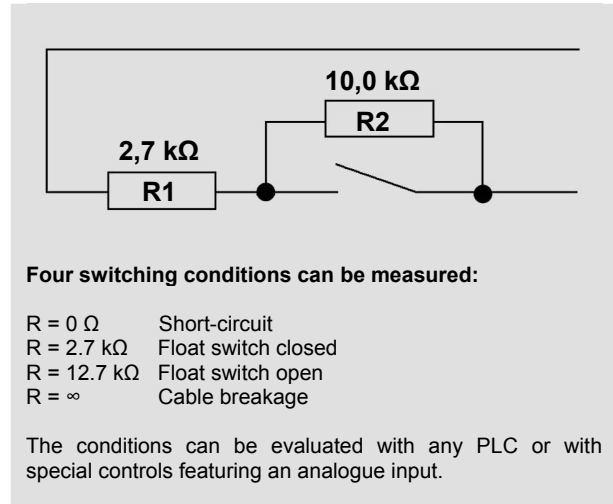 10,0 kΩ
R2
2,7 kΩ
R1
Four switching conditions can be measured:
R = 0 Ω Short-circuit
R = 2.7 kΩ Float switch closed
R = 12.7 kΩ Float switch open
R = ∞ Cable breakage
The conditions can be evaluated with any PLC or with
special controls featuring an analogue input.